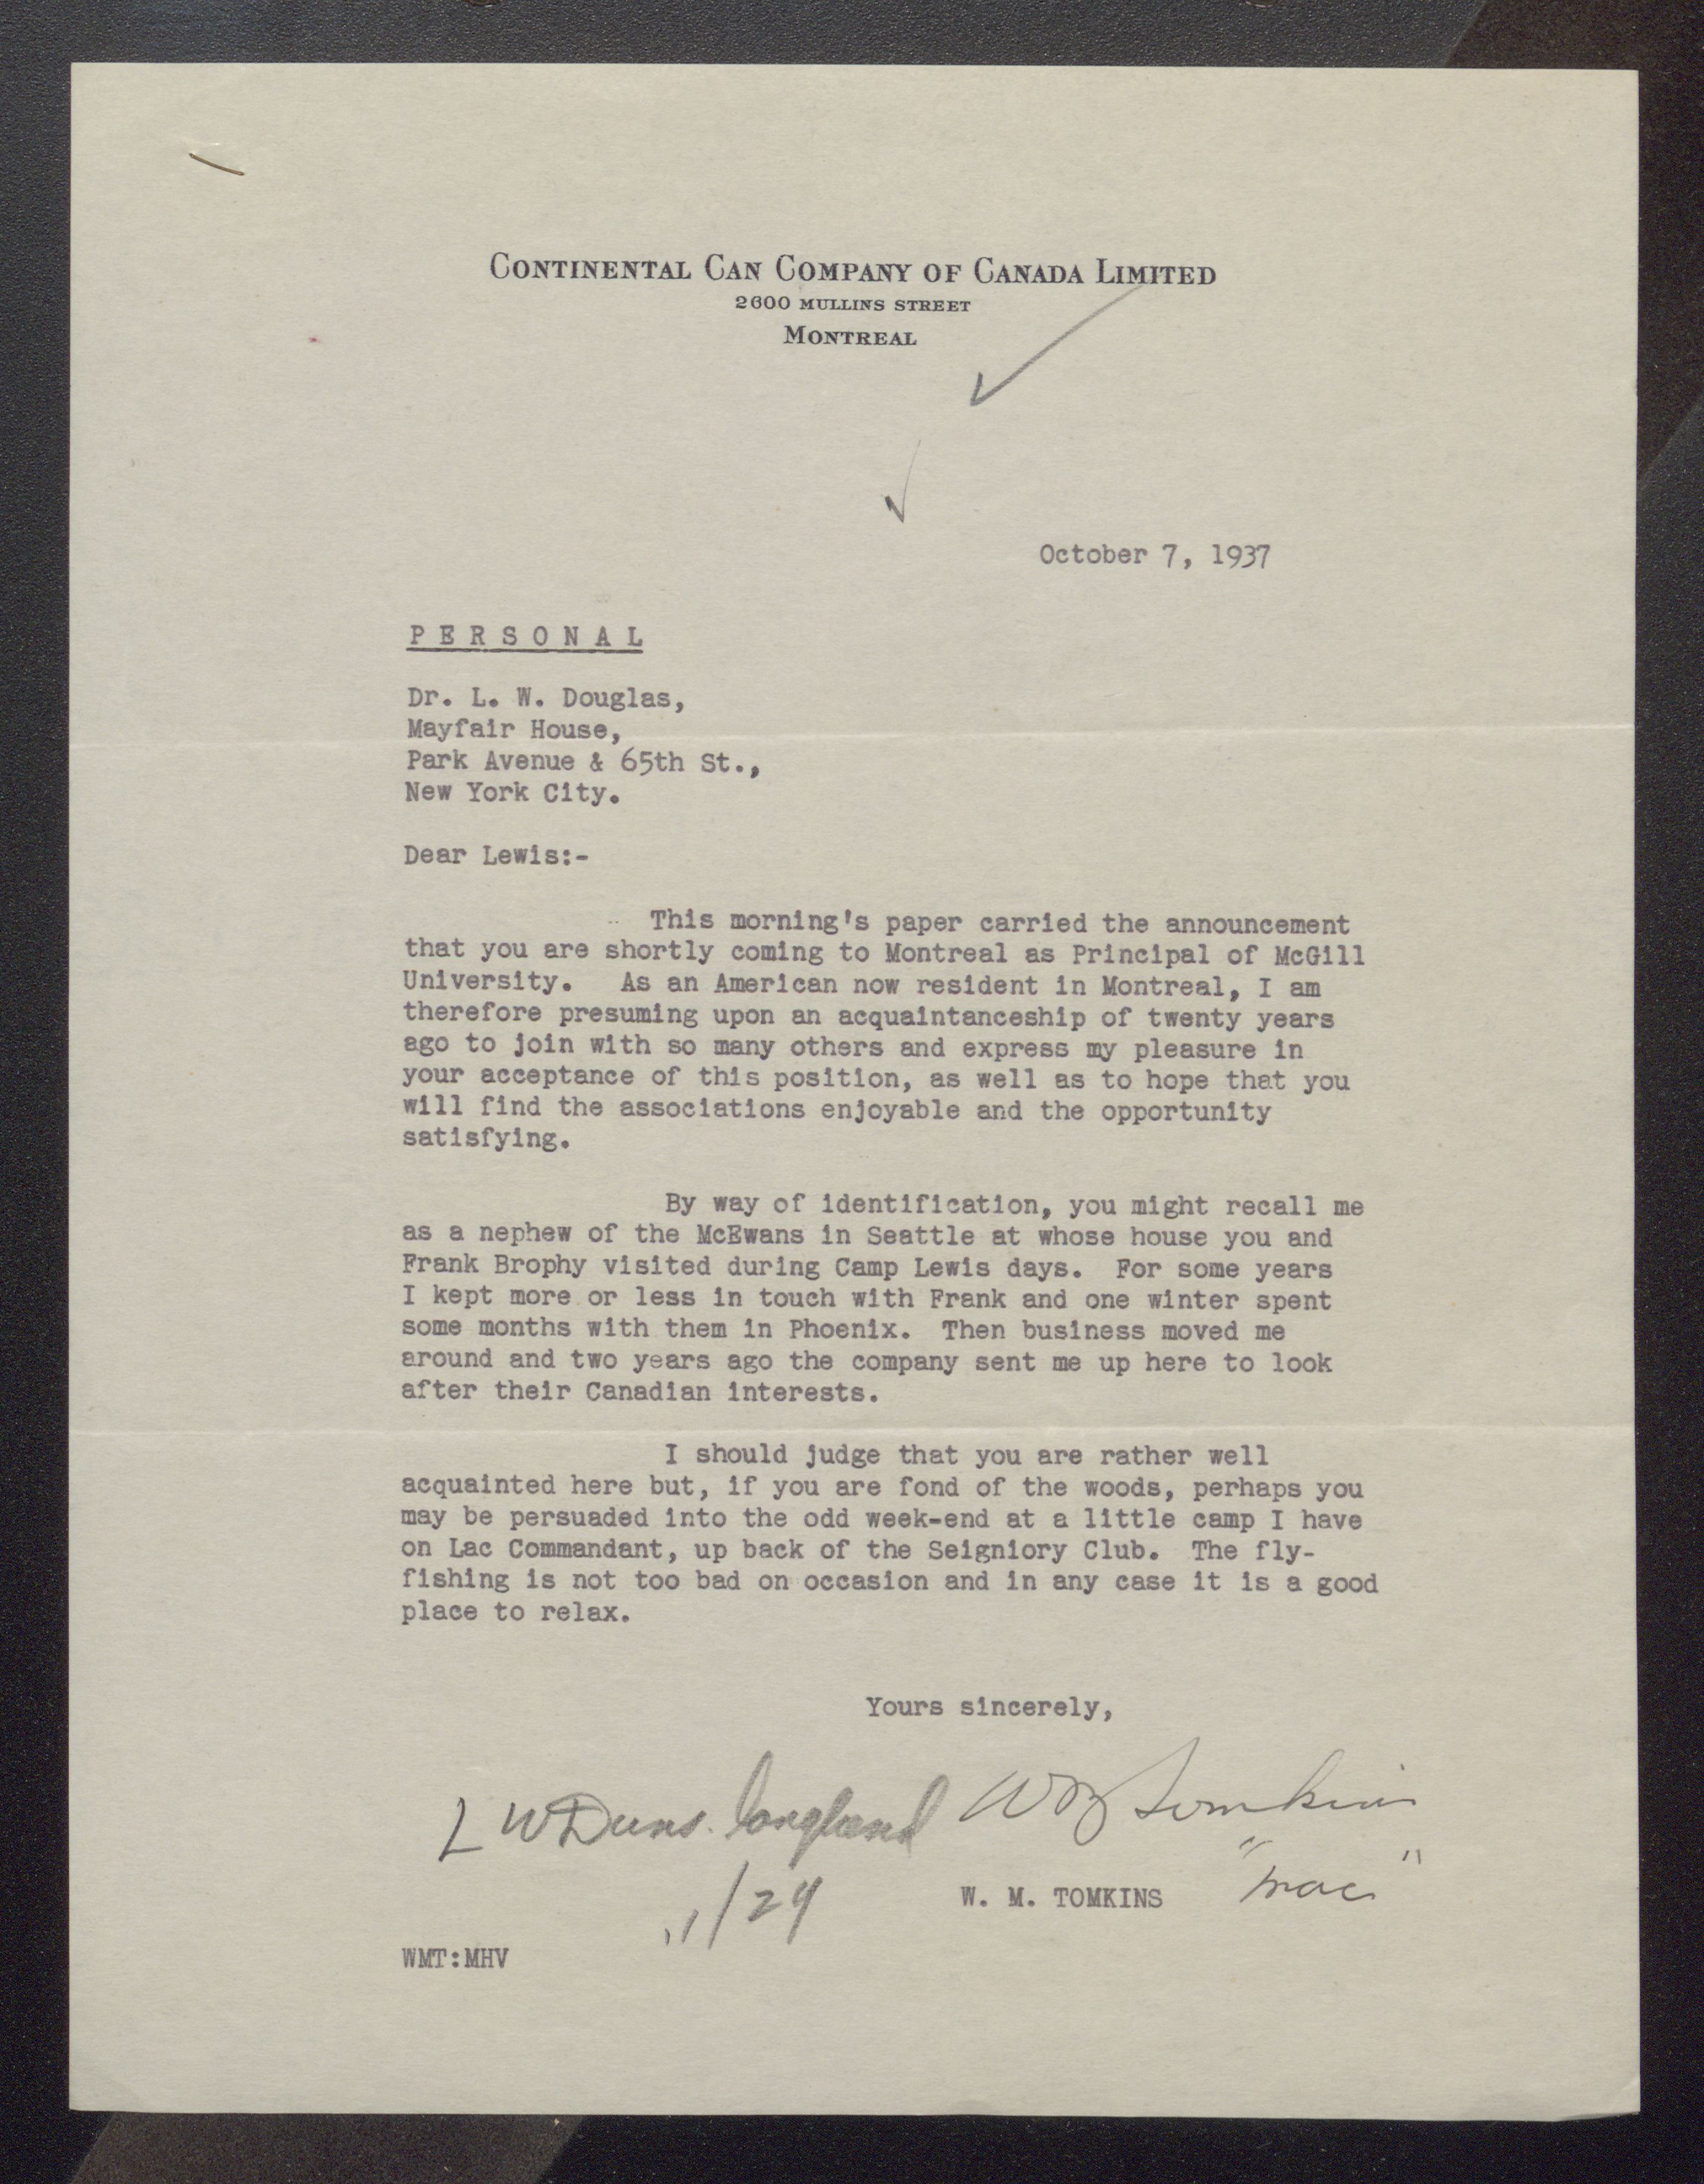 CONTINENTAL CAN COMPANY OF CANADA LIMITED
2600 MULLINS STREET
MONTREAL
October 7, 1937
PERSONAL
Dr. L. W. Douglas,
Mayfair House,
Park Avenue & 65th St.,
New York City.
Dear Lewis:-
This morning's paper carried the announcement
that you are shortly coming to Montreal as Principal of McGill
University. As an American now resident in Montreal, I am
therefore presuming upon an acquaintanceship of twenty years
ago to join with so many others and express my pleasure in
your acceptance of this position, as well as to hope that you
will find the associations enjoyable and the opportunity
satisfying.
By way of identification, you might recall me
as a nephew of the McEwans in Seattle at whose house you and
Frank Brophy visited during Camp Lewis days. For some years
I kept more or less in touch with Frank and one winter spent
some months with them in Phoenix. Then business moved me
around and two years ago the company sent me up here to look
after their Canadian interests.
I should judge that you are rather well
acquainted here but, if you are fond of the woods, perhaps you
may be persuaded into the odd week-end at a little camp I have
on Lac Commandant, up back of the Seigniory Club. The fly-
fishing is not too bad on occasion and in any case it is a good
place to relax.
Yours sincerely,
W M Tomkins
L W D
11/24
W. M. TOMKINS "Mac"
WMT:MHV